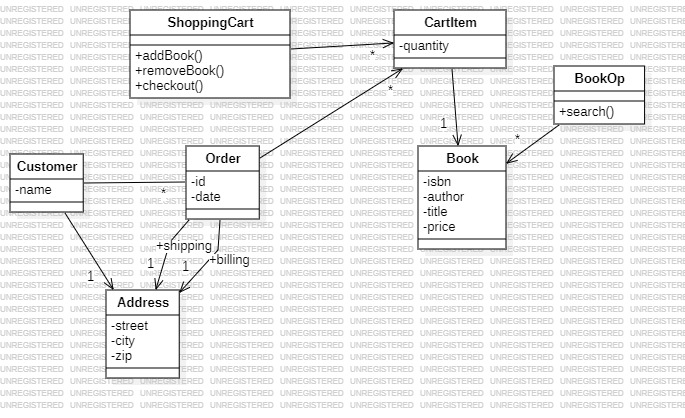 ShoppingCart
+addBook()
+removeBook()
+checkout()
CartItem
-quantity
*
*
BookOp
+search()
1
*
Customer
-name
Order
-id
-date
*
Book
-isbn
-author
-title
-price
+shipping
+billing
1
1
1
Address
-street
-city
-zip
UNREGISTERED